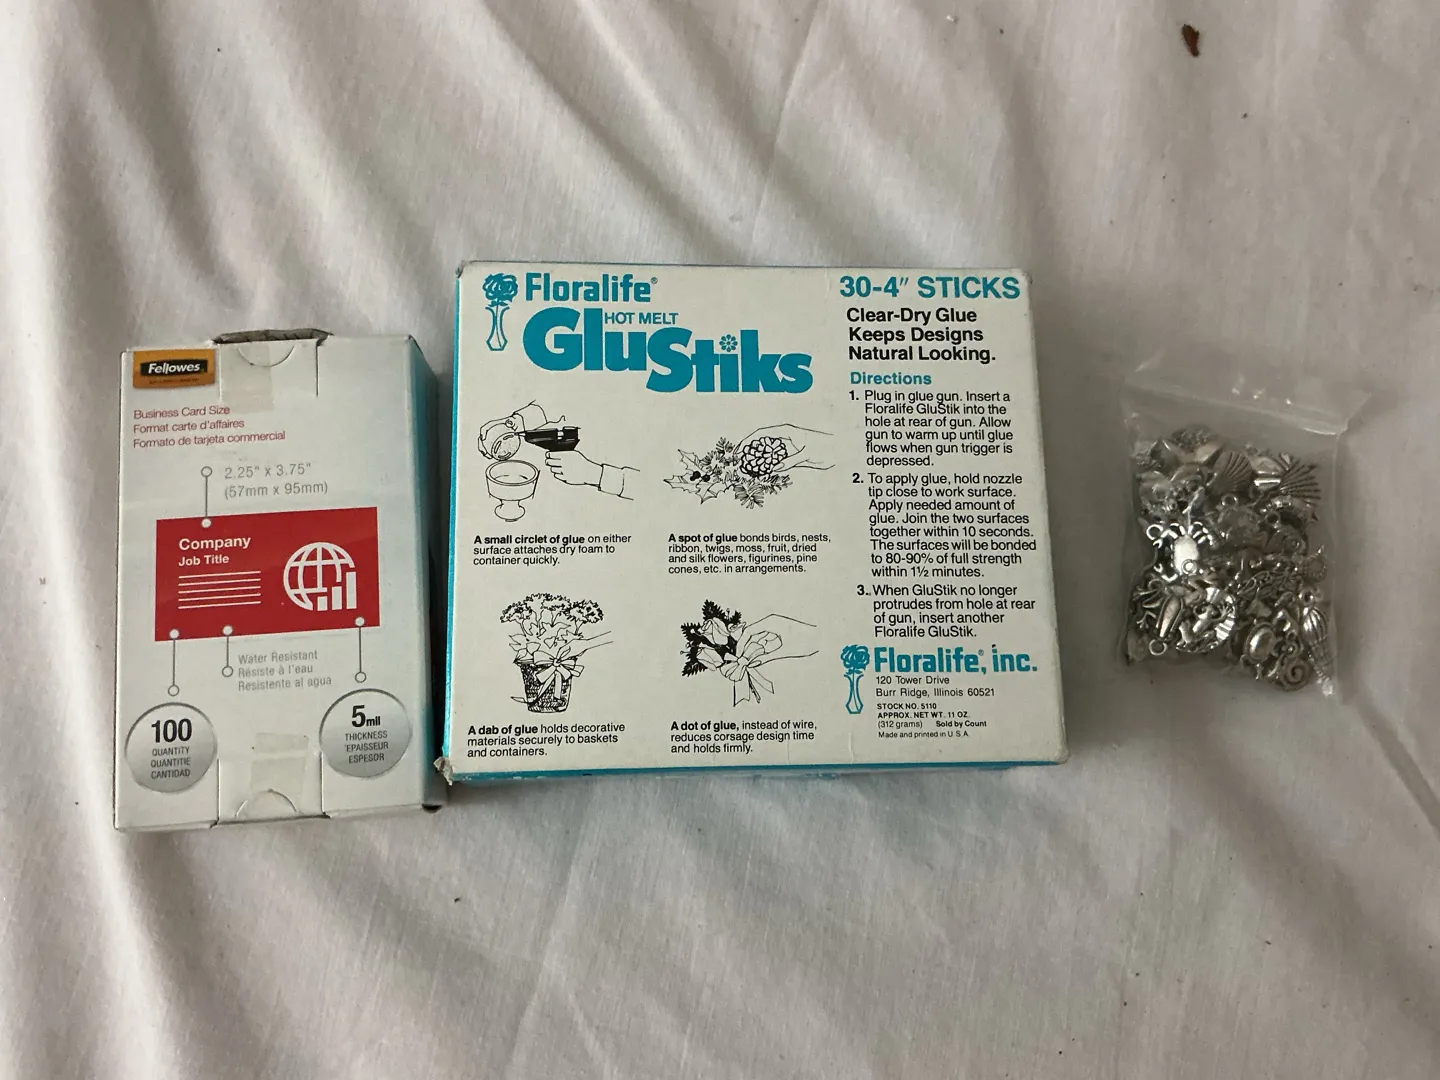 Fellowes
Business Card Size
Format carte d'affaires
Formato de tarjeta commercial
2.25" x 3.75"
(57mm x 95mm)
Company
Job Title
Water Resistant
Résiste à l'eau
Resistente al agua
100
QUANTITY
QUANTITIE
CANTIDAD
5mil
THICKNESS
'EPAISSEUR
ESPESOR
Floralife®
HOT MELT
GluStiks
A small circlet of glue on either
surface attaches dry foam to
container quickly.
A spot of glue bonds birds, nests,
ribbon, twigs, moss, fruit, dried
and silk flowers, figurines, pine
cones, etc. in arrangements.
A dab of glue holds decorative
materials securely to baskets
and containers.
A dot of glue, instead of wire,
reduces corsage design time
and holds firmly.
30-4" STICKS
Clear-Dry Glue
Keeps Designs
Natural Looking.
Directions
1. Plug in glue gun. Insert a
Floralife GluStik into the
hole at rear of gun. Allow
gun to warm up until glue
flows when gun trigger is
depressed.
2. To apply glue, hold nozzle
tip close to work surface.
Apply needed amount of
glue. Join the two surfaces
together within 10 seconds.
The surfaces will be bonded
to 80-90% of full strength
within 1½ minutes.
3. When GluStik no longer
protrudes from hole at rear
of gun, insert another
Floralife GluStik.
Floralife®, inc.
120 Tower Drive
Burr Ridge, Illinois 60521
STOCK NO. 5110
APPROX. NET WT. 11 OZ.
(312 grams) Sold by Count
Made and printed in U.S.A.